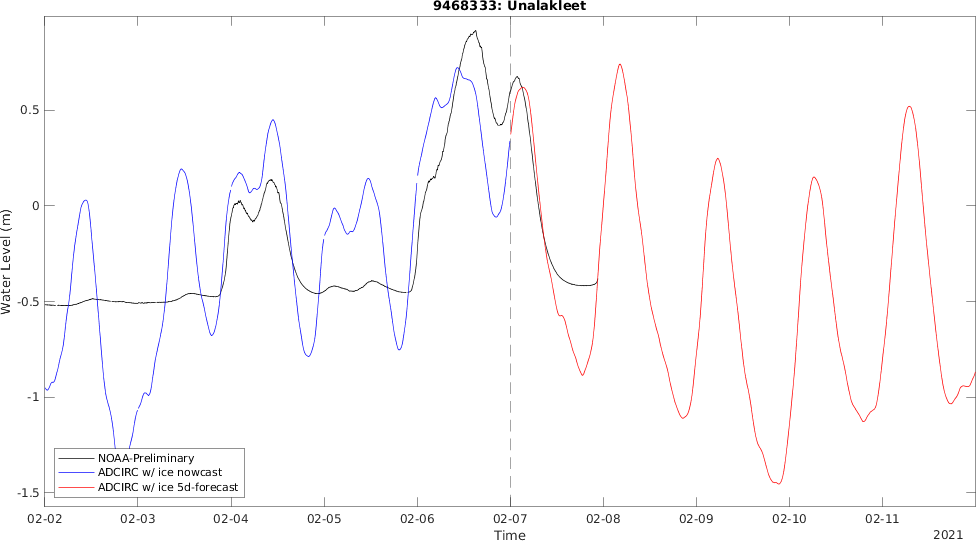 9468333: Unalakleet
Water Level (m)
0.5
0
-0.5
-1
-1.5
NOAA-Preliminary
ADCIRC w/ ice nowcast
ADCIRC w/ ice 5d-forecast
02-02 02-03 02-04 02-05 02-06 02-07 02-08 02-09 02-10 02-11
Time
2021